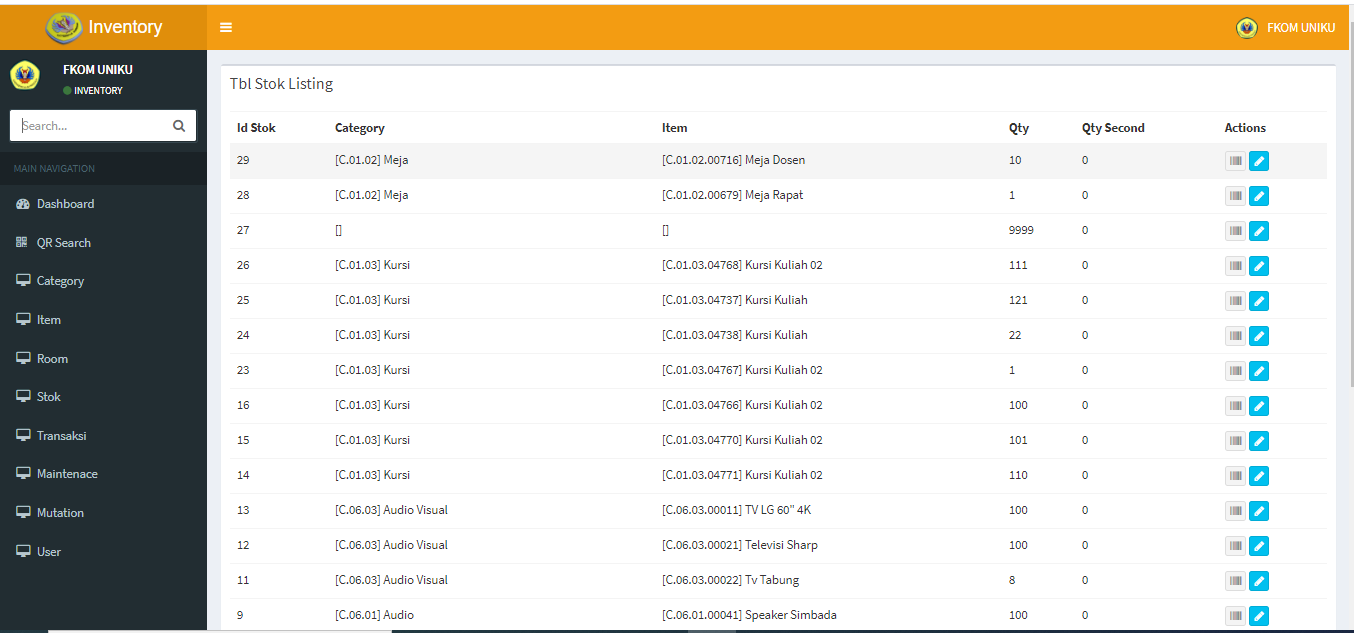 Inventory
FKOM UNIKU
FKOM UNIKU
INVENTORY
Search...
MAIN NAVIGATION
Dashboard
QR Search
Category
Item
Room
Stok
Transaksi
Maintenace
Mutation
User
Tbl Stok Listing
Id Stok Category Item Qty Qty Second Actions
29 [C.01.02] Meja [C.01.02.00716] Meja Dosen 10 0
28 [C.01.02] Meja [C.01.02.00679] Meja Rapat 1 0
27 [] [] 9999 0
26 [C.01.03] Kursi [C.01.03.04768] Kursi Kuliah 02 111 0
25 [C.01.03] Kursi [C.01.03.04737] Kursi Kuliah 121 0
24 [C.01.03] Kursi [C.01.03.04738] Kursi Kuliah 22 0
23 [C.01.03] Kursi [C.01.03.04767] Kursi Kuliah 02 1 0
16 [C.01.03] Kursi [C.01.03.04766] Kursi Kuliah 02 100 0
15 [C.01.03] Kursi [C.01.03.04770] Kursi Kuliah 02 101 0
14 [C.01.03] Kursi [C.01.03.04771] Kursi Kuliah 02 110 0
13 [C.06.03] Audio Visual [C.06.03.00011] TV LG 60" 4K 100 0
12 [C.06.03] Audio Visual [C.06.03.00021] Televisi Sharp 100 0
11 [C.06.03] Audio Visual [C.06.03.00022] Tv Tabung 8 0
9 [C.06.01] Audio [C.06.01.00041] Speaker Simbada 100 0